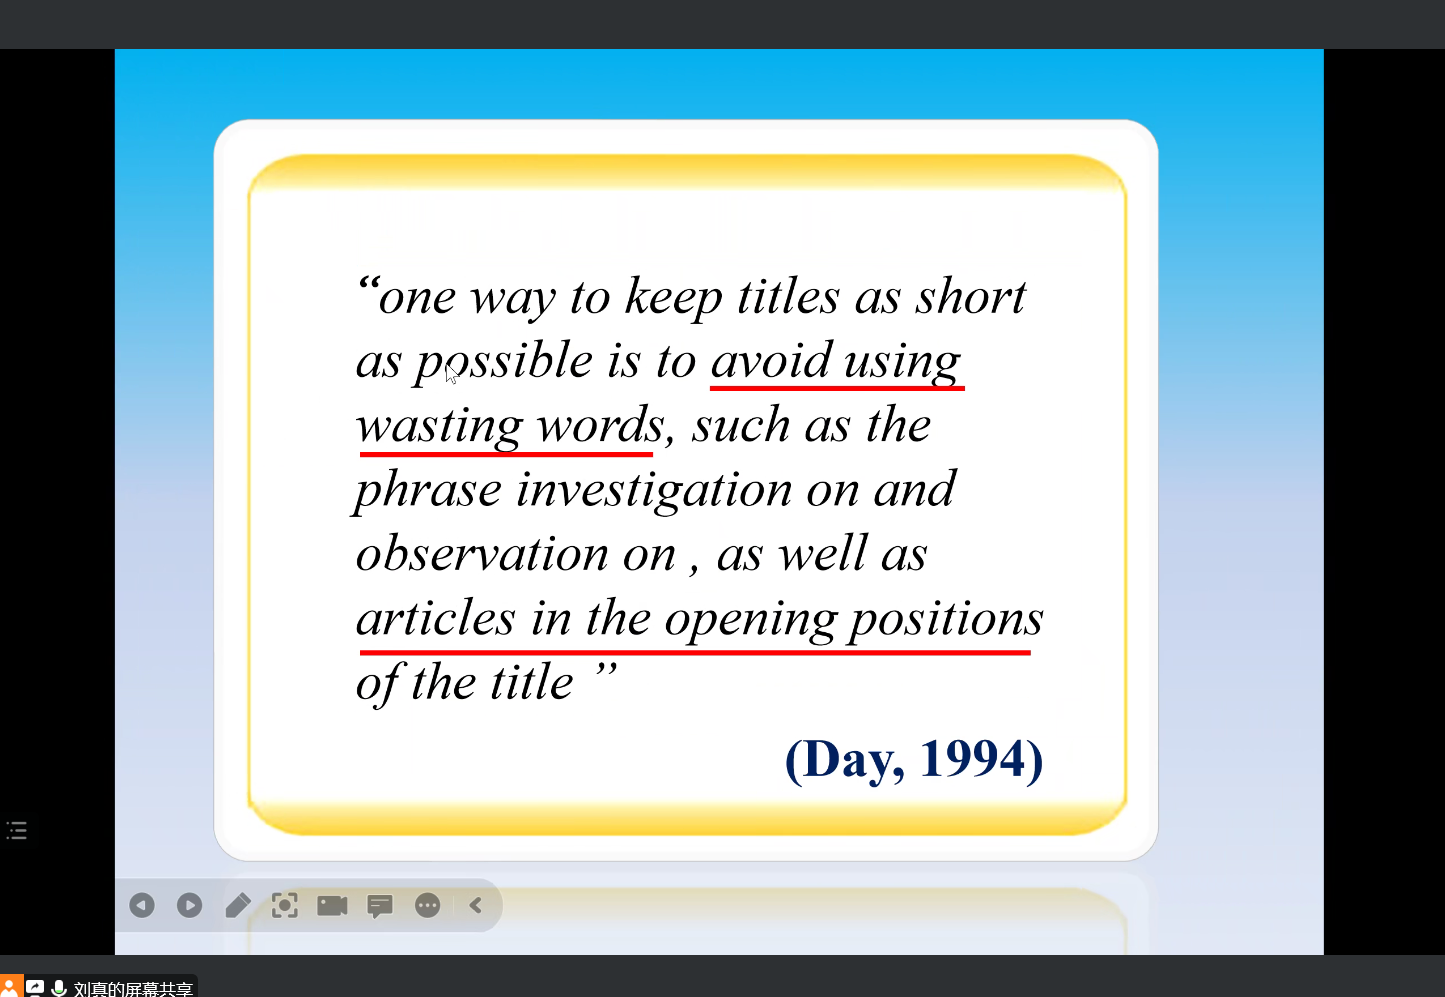 “one way to keep titles as short
as possible is to avoid using
wasting words, such as the
phrase investigation on and
observation on , as well as
articles in the opening positions
of the title ”
(Day, 1994)
刘真的屏幕共享